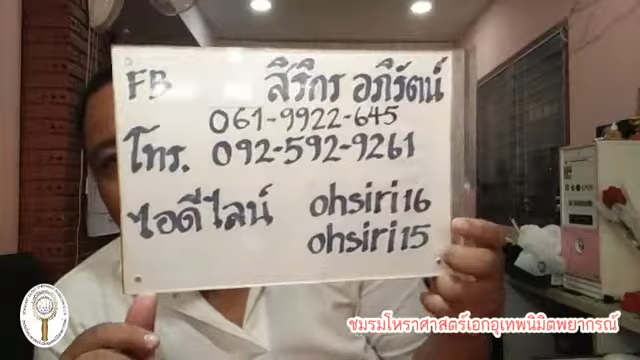 FB สิริกร อภิรัตน์
061-9922-645
โทร. 092-592-9261
ไอดีไลน์ ohsiri16
ohsiri15
ชมรมโหราศาสตร์เอกอุเทพนิมิตพยากรณ์